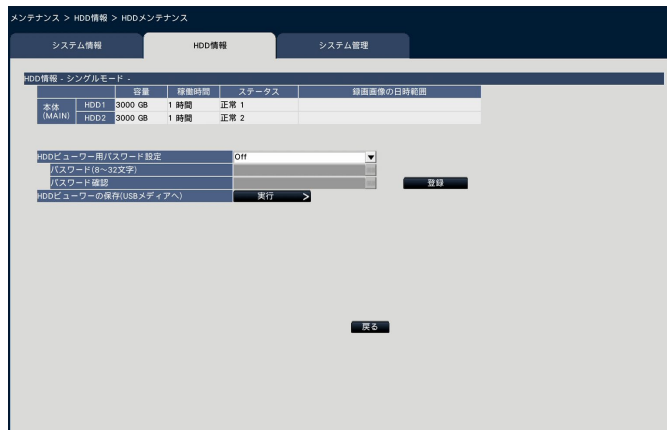 メンテナンス > HDD情報 > HDDメンテナンス
システム情報 HDD情報 システム管理
HDD情報 - シングルモード -
容量 稼働時間 ステータス 録画画像の日時範囲
本体(MAIN) HDD1 3000 GB 1 時間 正常 1
HDD2 3000 GB 1 時間 正常 2
HDDビューワー用パスワード設定 Off
パスワード(8～32文字)
パスワード確認 登録
HDDビューワーの保存(USBメディアへ) 実行 >
戻る